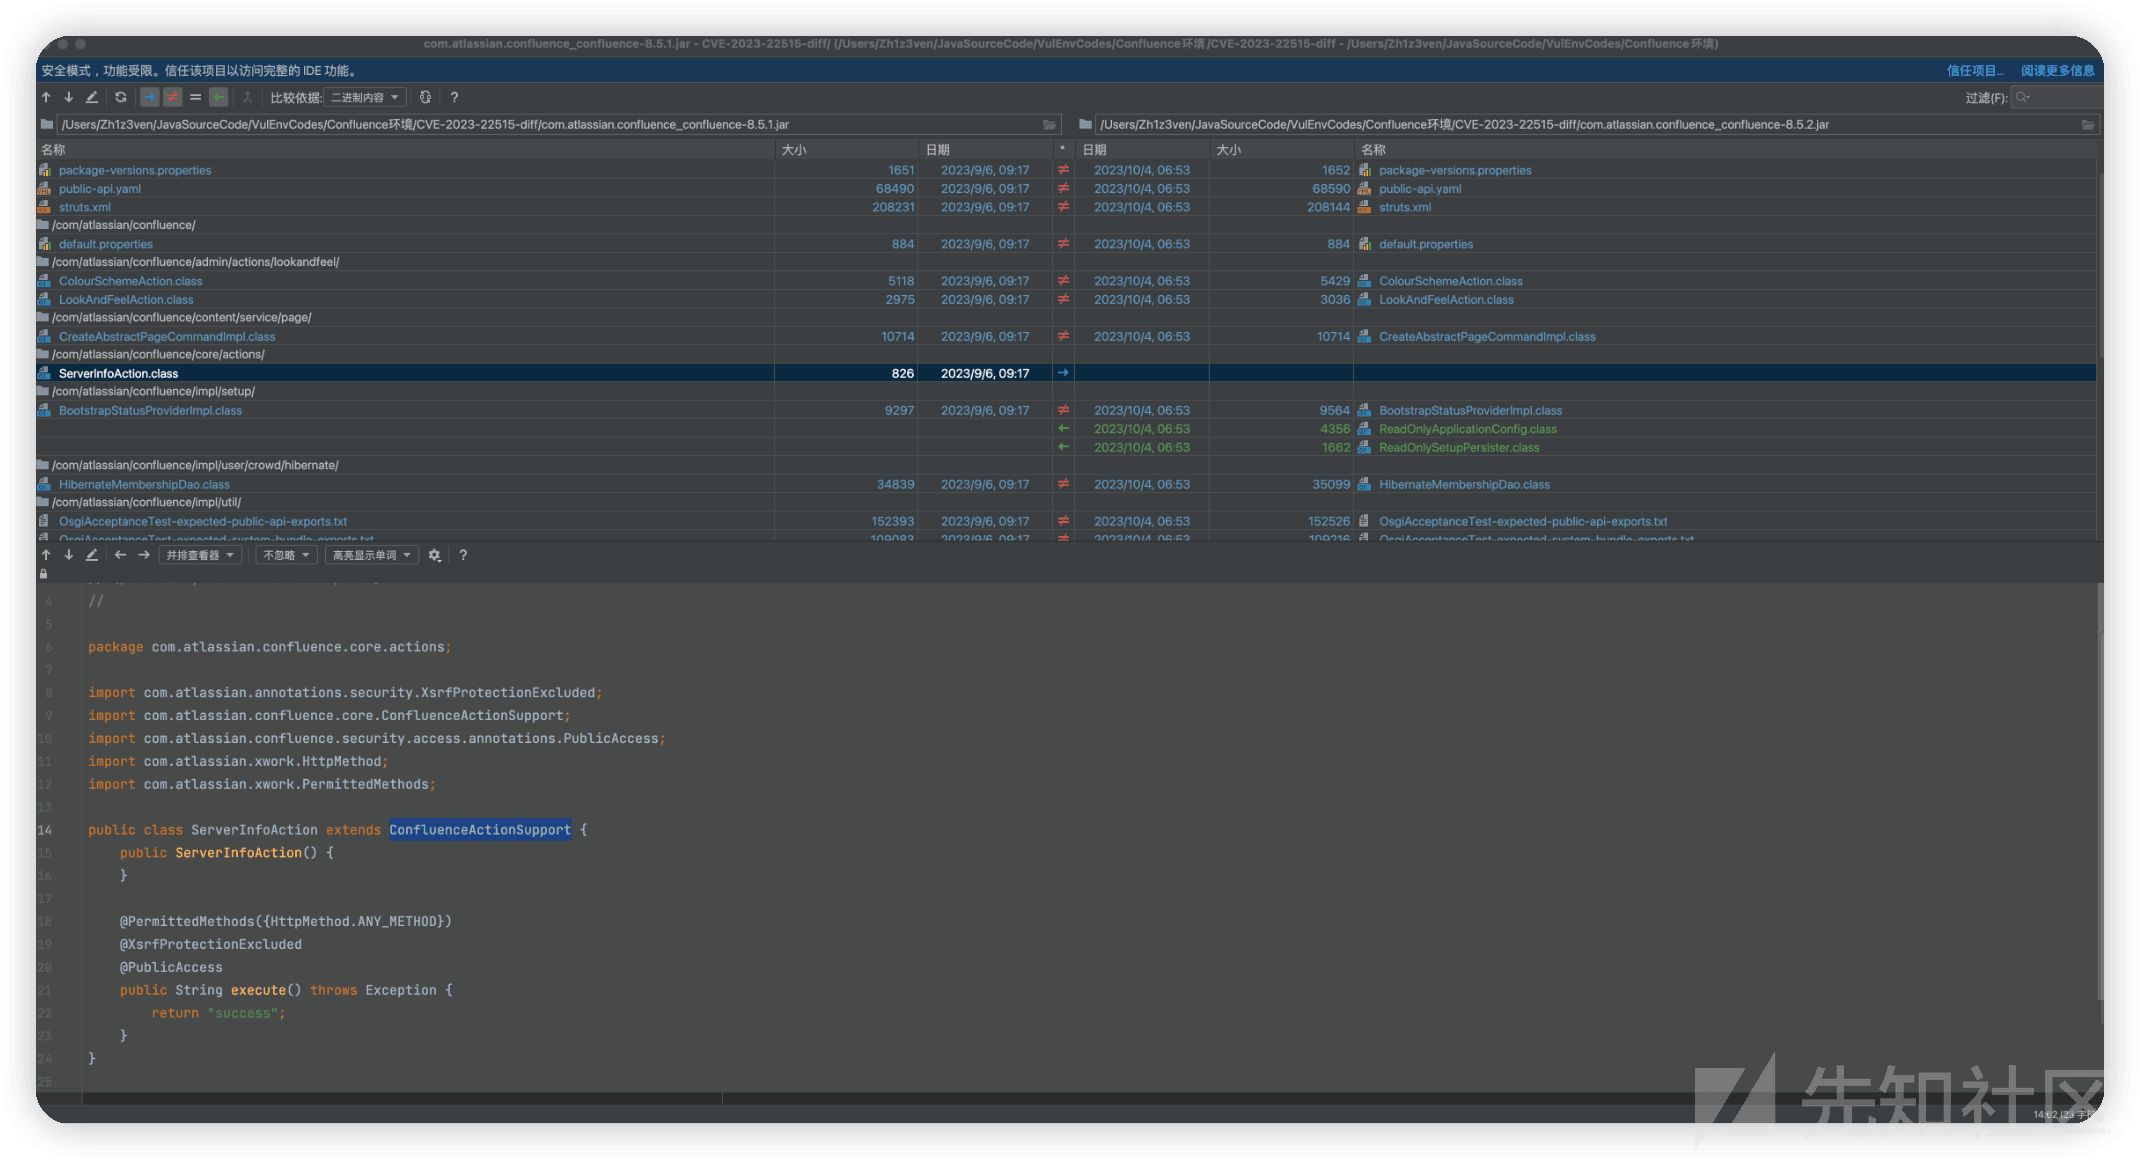 com.atlassian.confluence_confluence-8.5.1.jar - CVE-2023-22515-diff/ (/Users/Zh1z3ven/JavaSourceCode/VulEnvCodes/Confluence环境/CVE-2023-22515-diff - /Users/Zh1z3ven/JavaSourceCode/VulEnvCodes/Confluence环境)
安全模式，功能受限。信任该项目以访问完整的 IDE 功能。 信任项目... 阅读更多信息
比较依据: 二进制内容 ? 过滤(F):
/Users/Zh1z3ven/JavaSourceCode/VulEnvCodes/Confluence环境/CVE-2023-22515-diff/com.atlassian.confluence_confluence-8.5.1.jar /Users/Zh1z3ven/JavaSourceCode/VulEnvCodes/Confluence环境/CVE-2023-22515-diff/com.atlassian.confluence_confluence-8.5.2.jar
名称 大小 日期 * 日期 大小 名称
package-versions.properties 1651 2023/9/6, 09:17 ≠ 2023/10/4, 06:53 1652 package-versions.properties
public-api.yaml 68490 2023/9/6, 09:17 ≠ 2023/10/4, 06:53 68590 public-api.yaml
struts.xml 208231 2023/9/6, 09:17 ≠ 2023/10/4, 06:53 208144 struts.xml
/com/atlassian/confluence/
default.properties 884 2023/9/6, 09:17 ≠ 2023/10/4, 06:53 884 default.properties
/com/atlassian/confluence/admin/actions/lookandfeel/
ColourSchemeAction.class 5118 2023/9/6, 09:17 ≠ 2023/10/4, 06:53 5429 ColourSchemeAction.class
LookAndFeelAction.class 2975 2023/9/6, 09:17 ≠ 2023/10/4, 06:53 3036 LookAndFeelAction.class
/com/atlassian/confluence/content/service/page/
CreateAbstractPageCommandImpl.class 10714 2023/9/6, 09:17 ≠ 2023/10/4, 06:53 10714 CreateAbstractPageCommandImpl.class
/com/atlassian/confluence/core/actions/
ServerInfoAction.class 826 2023/9/6, 09:17 →
/com/atlassian/confluence/impl/setup/
BootstrapStatusProviderImpl.class 9297 2023/9/6, 09:17 ≠ 2023/10/4, 06:53 9564 BootstrapStatusProviderImpl.class
← 2023/10/4, 06:53 4356 ReadOnlyApplicationConfig.class
← 2023/10/4, 06:53 1662 ReadOnlySetupPersister.class
/com/atlassian/confluence/impl/user/crowd/hibernate/
HibernateMembershipDao.class 34839 2023/9/6, 09:17 ≠ 2023/10/4, 06:53 35099 HibernateMembershipDao.class
/com/atlassian/confluence/impl/util/
OsgiAcceptanceTest-expected-public-api-exports.txt 152393 2023/9/6, 09:17 ≠ 2023/10/4, 06:53 152526 OsgiAcceptanceTest-expected-public-api-exports.txt
OsgiAcceptanceTest-expected-system-bundle-exports.txt 109083 2023/9/6, 09:17 ≠ 2023/10/4, 06:53 109216 OsgiAcceptanceTest-expected-system-bundle-exports.txt
并排查看器 不忽略 高亮显示单词 ?
4 //
5
6 package com.atlassian.confluence.core.actions;
7
8 import com.atlassian.annotations.security.XsrfProtectionExcluded;
9 import com.atlassian.confluence.core.ConfluenceActionSupport;
10 import com.atlassian.confluence.security.access.annotations.PublicAccess;
11 import com.atlassian.xwork.HttpMethod;
12 import com.atlassian.xwork.PermittedMethods;
13
14 public class ServerInfoAction extends ConfluenceActionSupport {
15 public ServerInfoAction() {
16 }
17
18 @PermittedMethods({HttpMethod.ANY_METHOD})
19 @XsrfProtectionExcluded
20 @PublicAccess
21 public String execute() throws Exception {
22 return "success";
23 }
24 }
25
先知社区